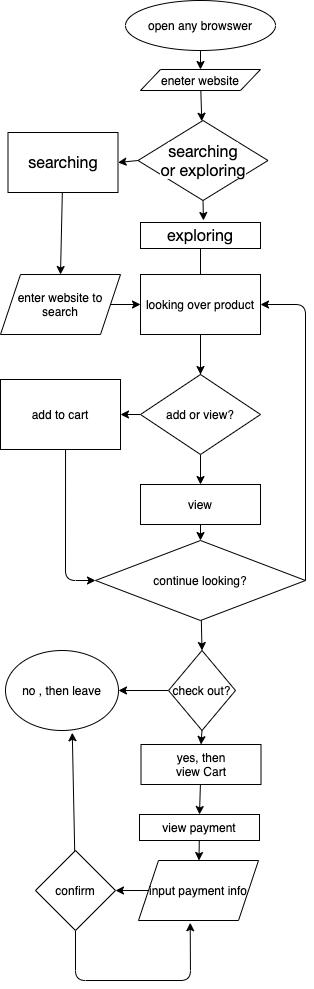 open any browswer
eneter website
searching
or exploring
searching
exploring
enter website to
search
looking over product
add or view?
add to cart
view
continue looking?
check out?
no , then leave
yes, then
view Cart
view payment
input payment info
confirm